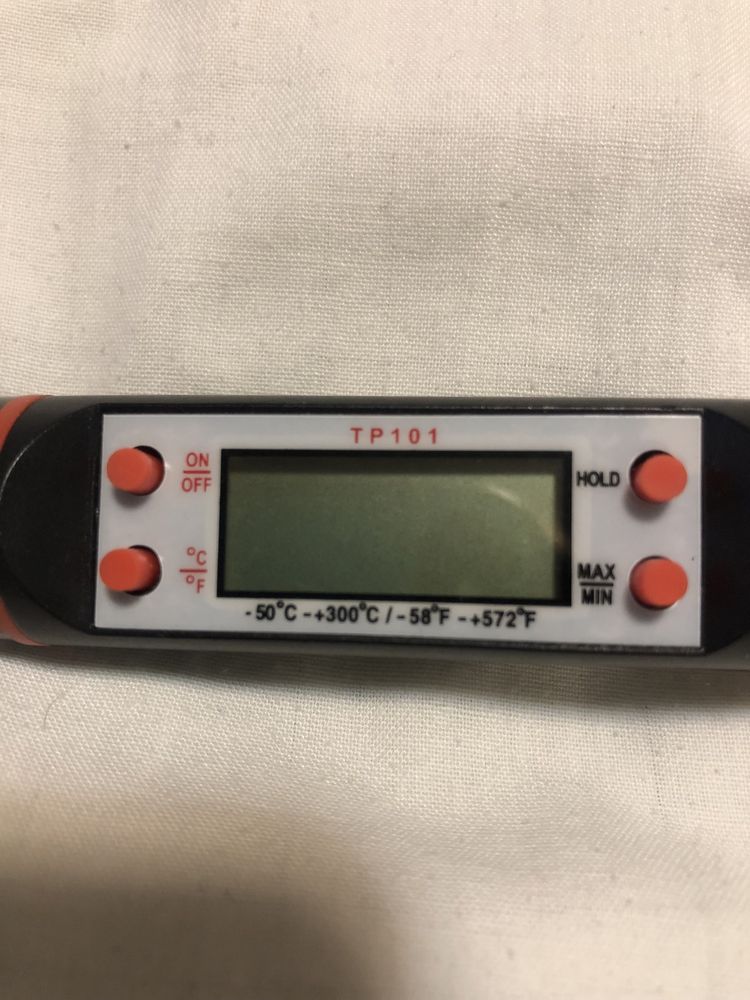 TP101
ON
OFF
°C
°F
HOLD
MAX
MIN
-50°C -+300°C / -58°F -+572°F